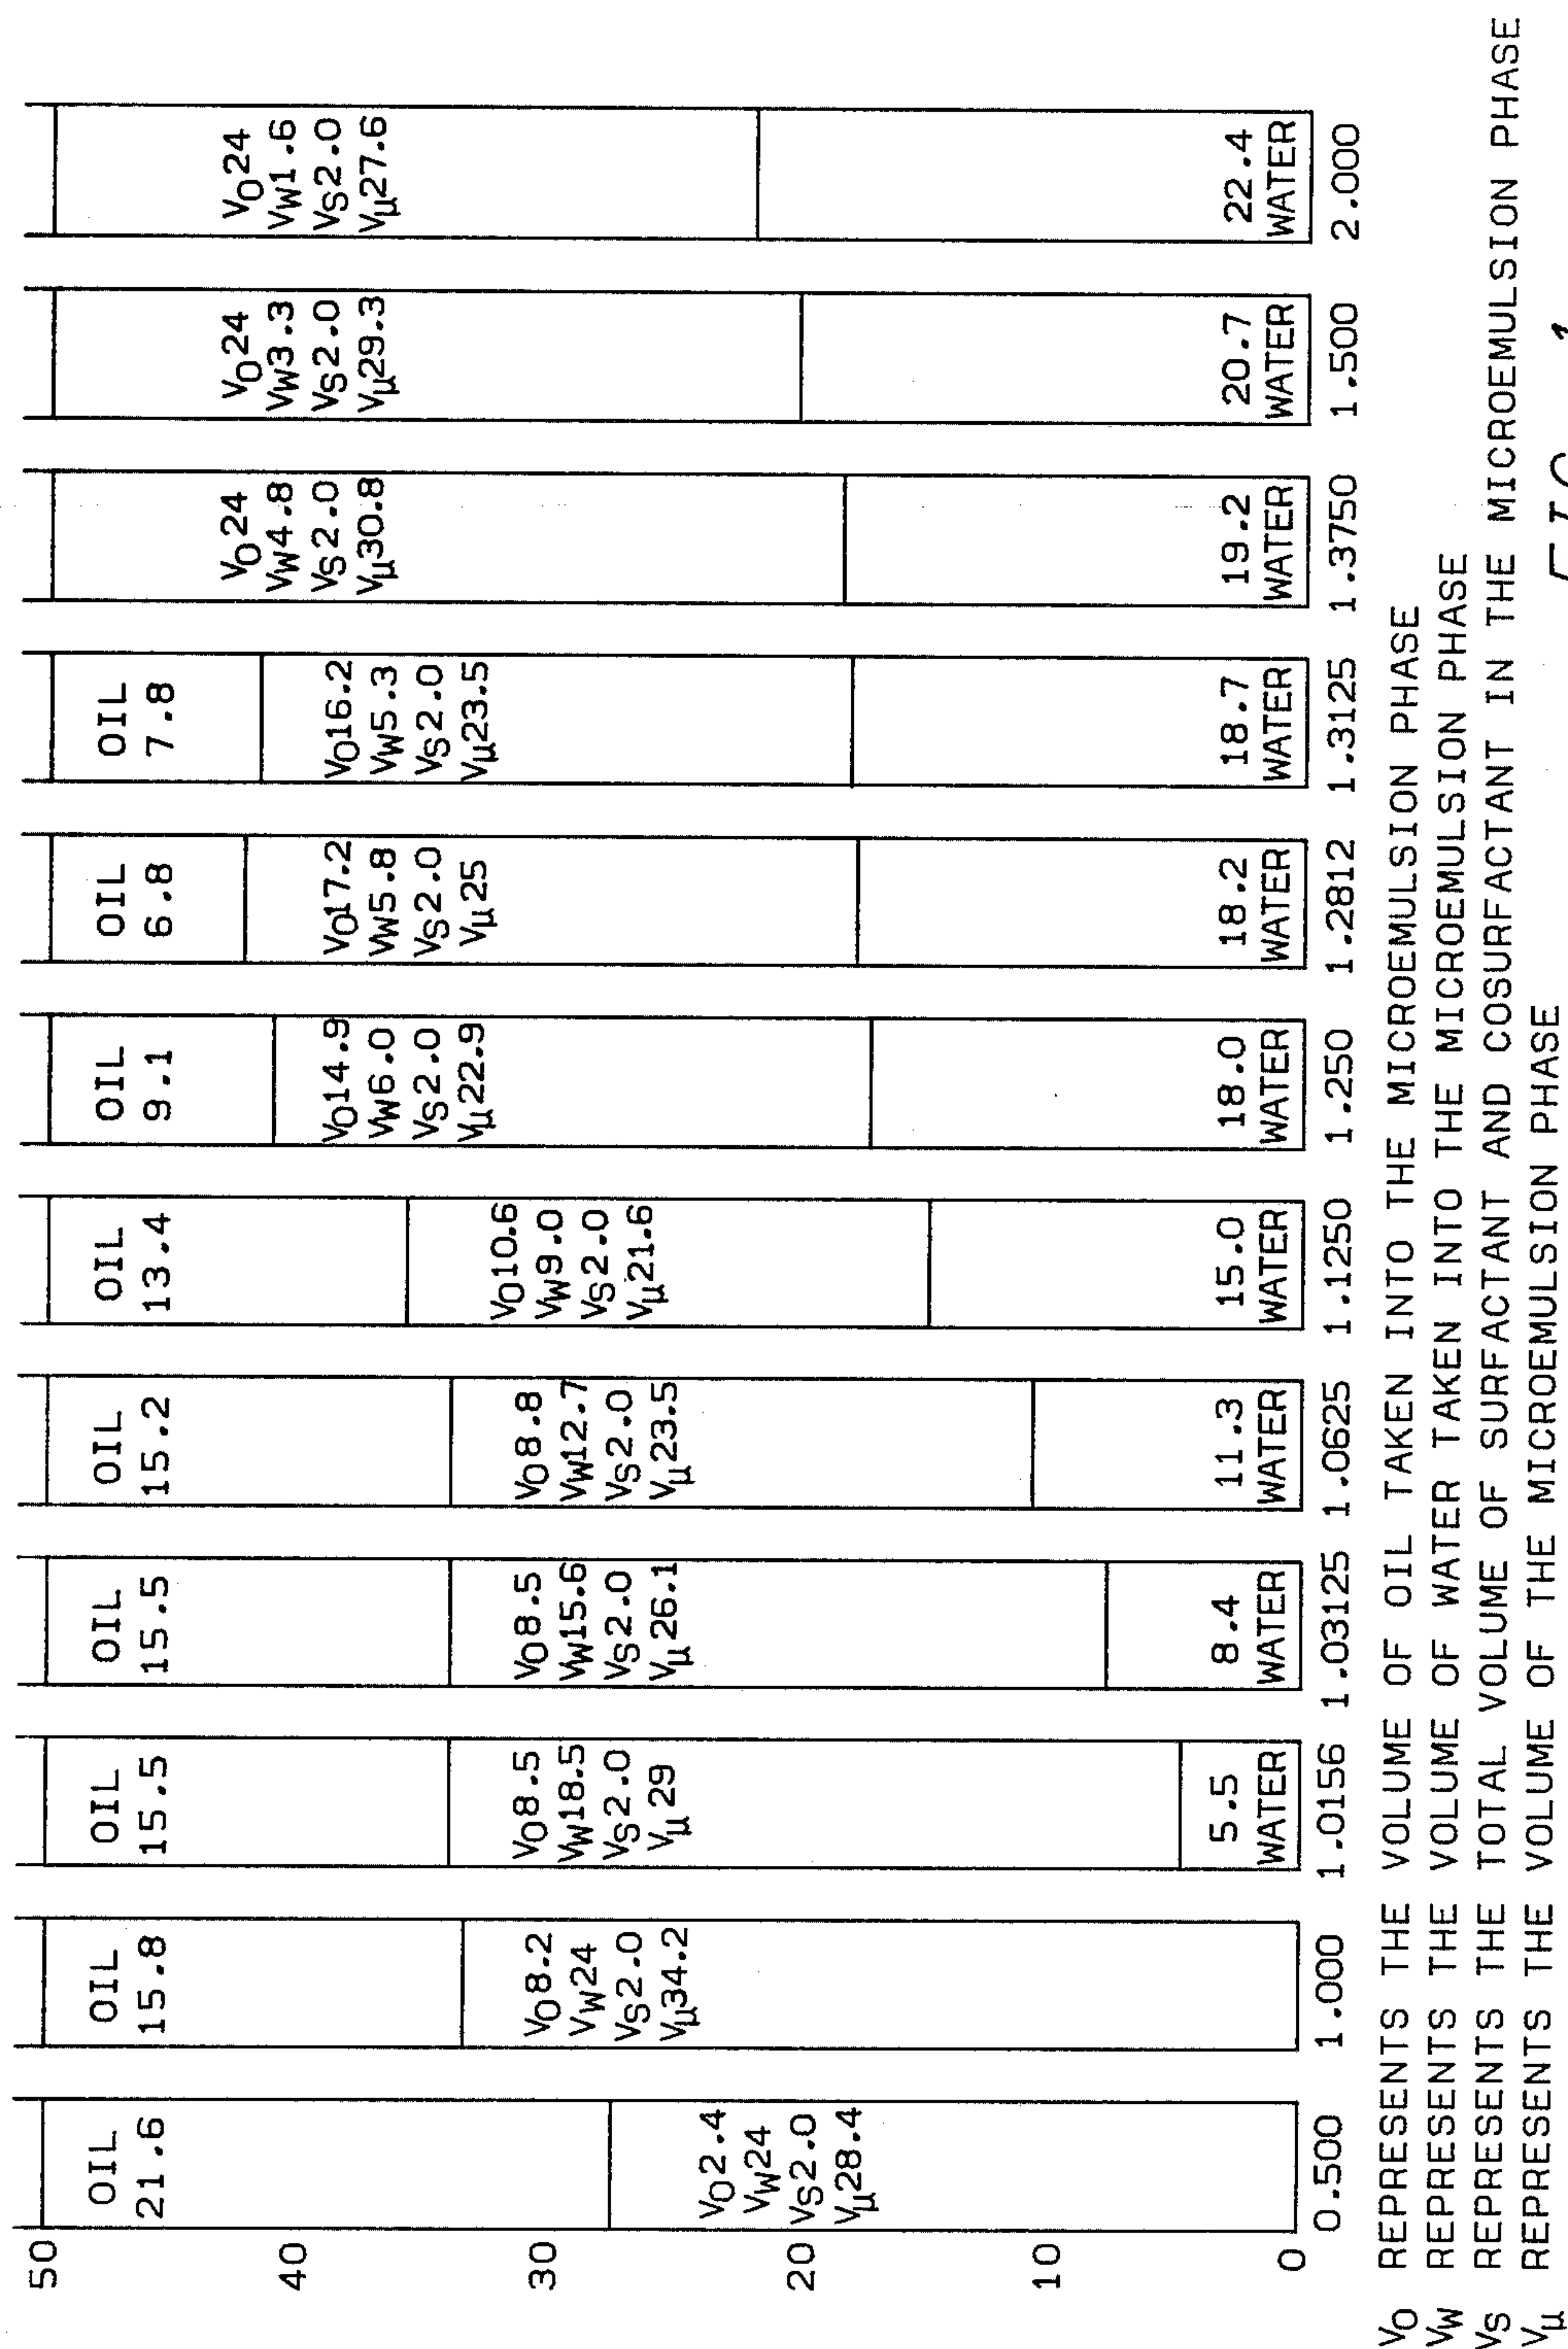 50
40
30
20
10
0
OIL
21.6
VO2.4
VW24
VS2.0
Vµ28.4
0.500
OIL
15.8
VO8.2
VW24
VS2.0
Vµ34.2
1.000
OIL
15.5
VO8.5
VW18.5
VS2.0
Vµ29
5.5
WATER
1.0156
OIL
15.5
VO8.5
VW15.6
VS2.0
Vµ26.1
8.4
WATER
1.03125
OIL
15.2
VO8.8
VW12.7
VS2.0
Vµ23.5
11.3
WATER
1.0625
OIL
13.4
VO10.6
VW9.0
VS2.0
Vµ21.6
15.0
WATER
1.1250
OIL
9.1
VO14.9
VW6.0
VS2.0
Vµ22.9
18.0
WATER
1.250
OIL
6.8
VO17.2
VW5.8
VS2.0
Vµ25
18.2
WATER
1.2812
OIL
7.8
VO16.2
VW5.3
VS2.0
Vµ23.5
18.7
WATER
1.3125
VO24
VW4.8
VS2.0
Vµ30.8
19.2
WATER
1.3750
VO24
VW3.3
VS2.0
Vµ29.3
20.7
WATER
1.500
VO24
VW1.6
VS2.0
Vµ27.6
22.4
WATER
2.000
VO REPRESENTS THE VOLUME OF OIL TAKEN INTO THE MICROEMULSION PHASE
VW REPRESENTS THE VOLUME OF WATER TAKEN INTO THE MICROEMULSION PHASE
VS REPRESENTS THE TOTAL VOLUME OF SURFACTANT AND COSURFACTANT IN THE MICROEMULSION PHASE
Vµ REPRESENTS THE VOLUME OF THE MICROEMULSION PHASE